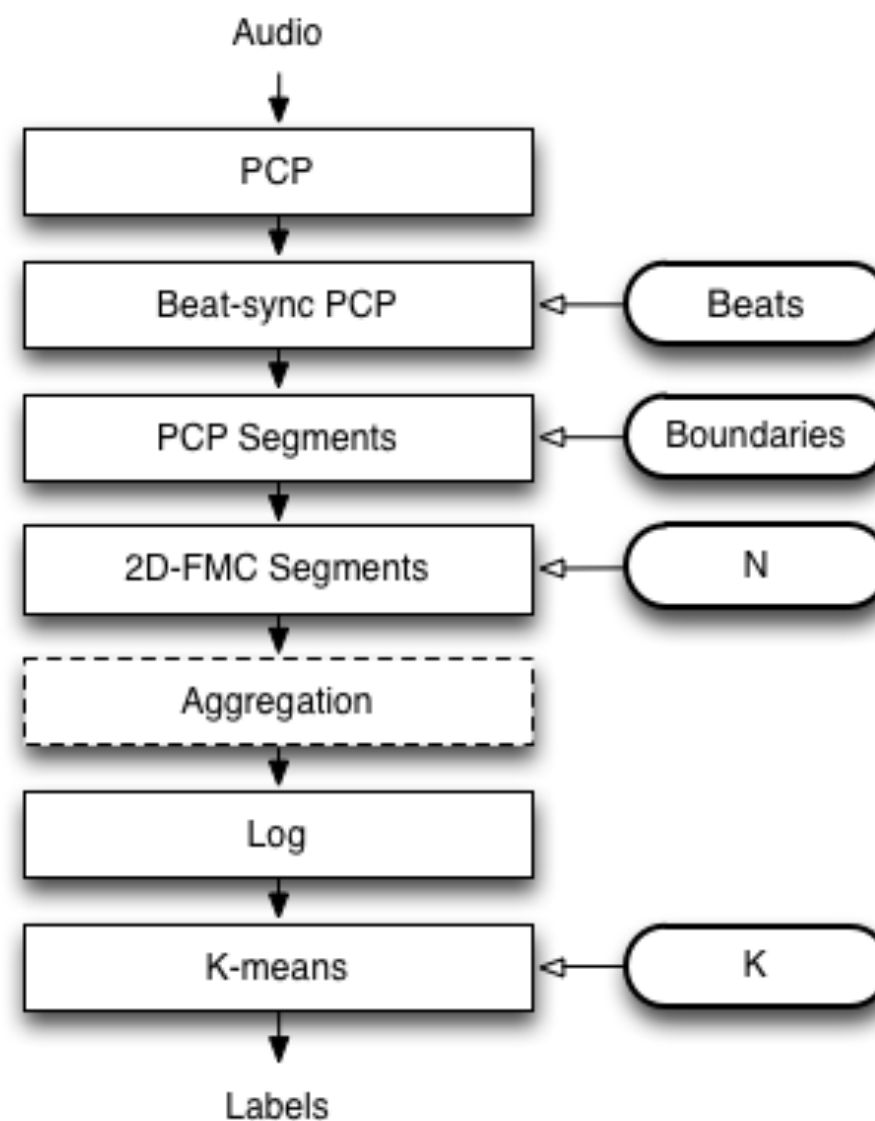 Audio
PCP
Beat-sync PCP
Beats
PCP Segments
Boundaries
2D-FMC Segments
N
Aggregation
Log
K-means
K
Labels